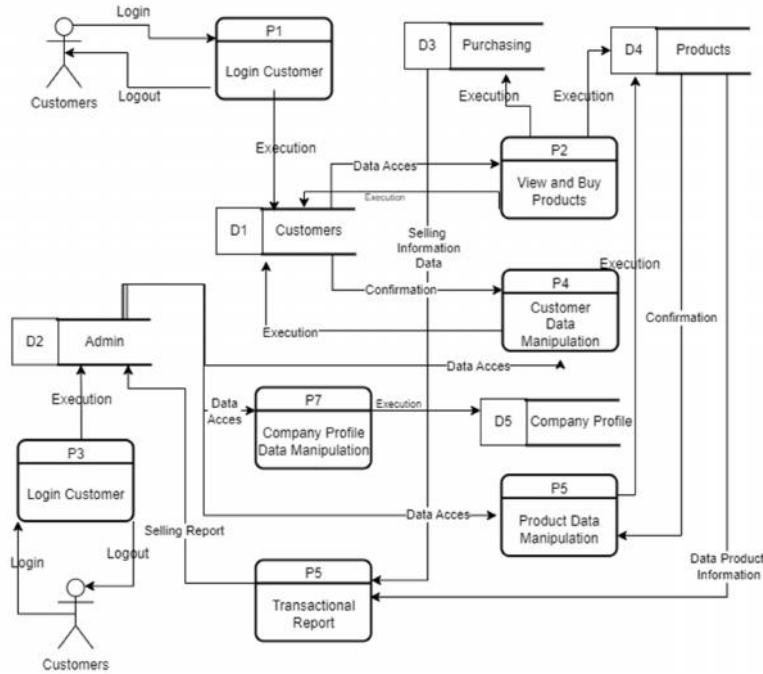 Login
P1
Login Customer
Customers
Logout
D3
Purchasing
D4
Products
Execution
Execution
Execution
P2
View and Buy
Products
Data Acces
Execution
D1
Customers
Selling
Information
Data
P4
Customer
Data
Manipulation
Execution
Confirmation
Execution
Confirmation
D2
Admin
Data Acces
Execution
Data
Acces
P7
Company Profile
Data Manipulation
Execution
D5
Company Profile
P3
Login Customer
P5
Product Data
Manipulation
Data Acces
Selling Report
Login
Logout
P5
Transactional
Report
Data Product
Information
Customers